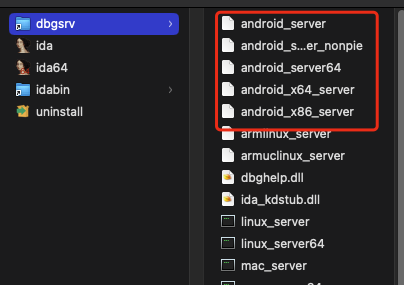 dbgsrv
ida
ida64
idabin
uninstall
android_server
android_s...er_nonpie
android_server64
android_x64_server
android_x86_server
armlinux_server
armuclinux_server
dbghelp.dll
ida_kdstub.dll
linux_server
linux_server64
mac_server